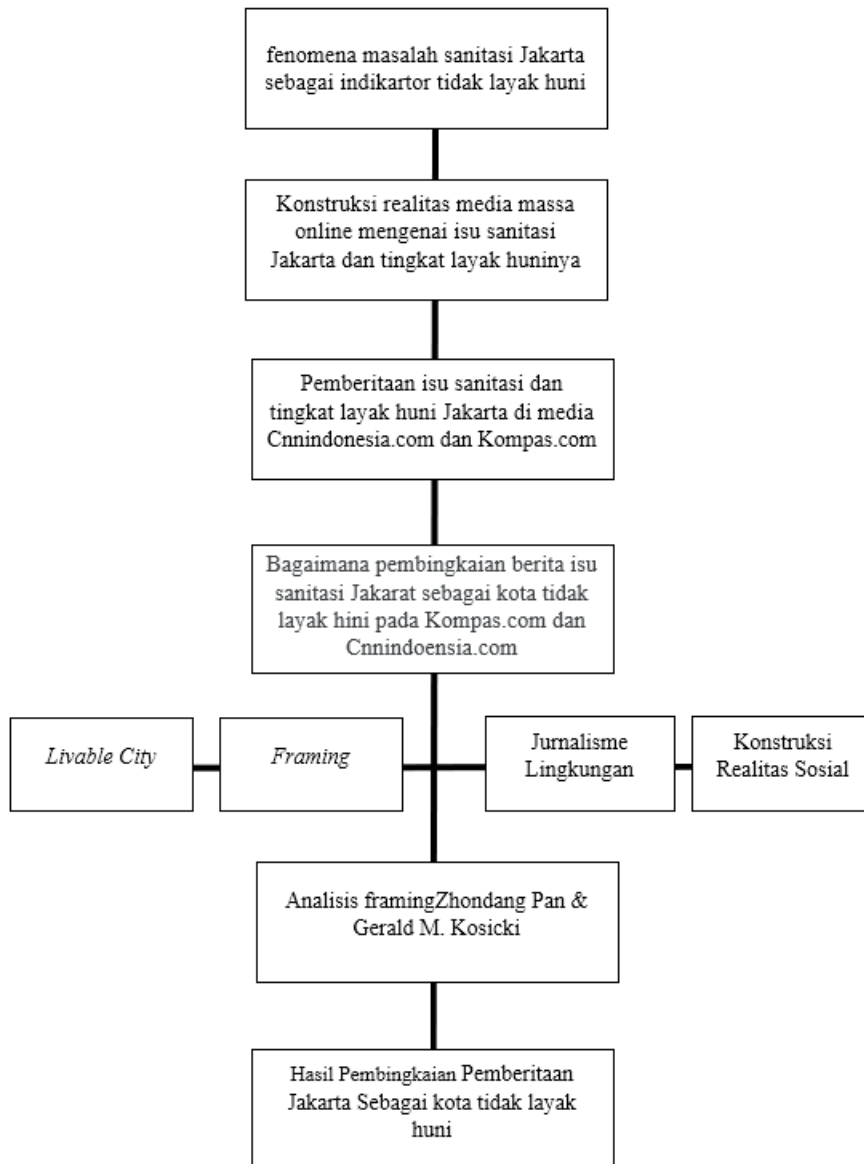 fenomena masalah sanitasi Jakarta
sebagai indikartor tidak layak huni
Konstruksi realitas media massa
online mengenai isu sanitasi
Jakarta dan tingkat layak huninya
Pemberitaan isu sanitasi dan
tingkat layak huni Jakarta di media
Cnnindonesia.com dan Kompas.com
Bagaimana pembingkaian berita isu
sanitasi Jakarat sebagai kota tidak
layak hini pada Kompas.com dan
Cnnindoensia.com
Livable City
Framing
Jurnalisme
Lingkungan
Konstruksi
Realitas Sosial
Analisis framingZhondang Pan &
Gerald M. Kosicki
Hasil Pembingkaian Pemberitaan
Jakarta Sebagai kota tidak layak
huni